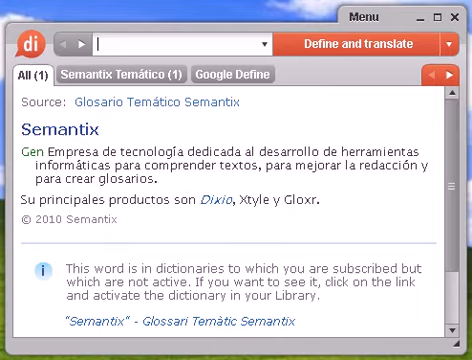 Menu
di
Define and translate
All (1)
Semantix Temático (1)
Google Define
Source: Glosario Temático Semantix
Semantix
Gen Empresa de tecnología dedicada al desarrollo de herramientas
informáticas para comprender textos, para mejorar la redacción y
para crear glosarios.
Su principales producto son Dixio, Xtyle y Gloxr.
© 2010 Semantix
i
This word is in dictionaries to which you are subscribed but
which are not active. If you want to see it, click on the link
and activate the dictionary in your Library.
"Semantix" - Glossari Temàtic Semantix